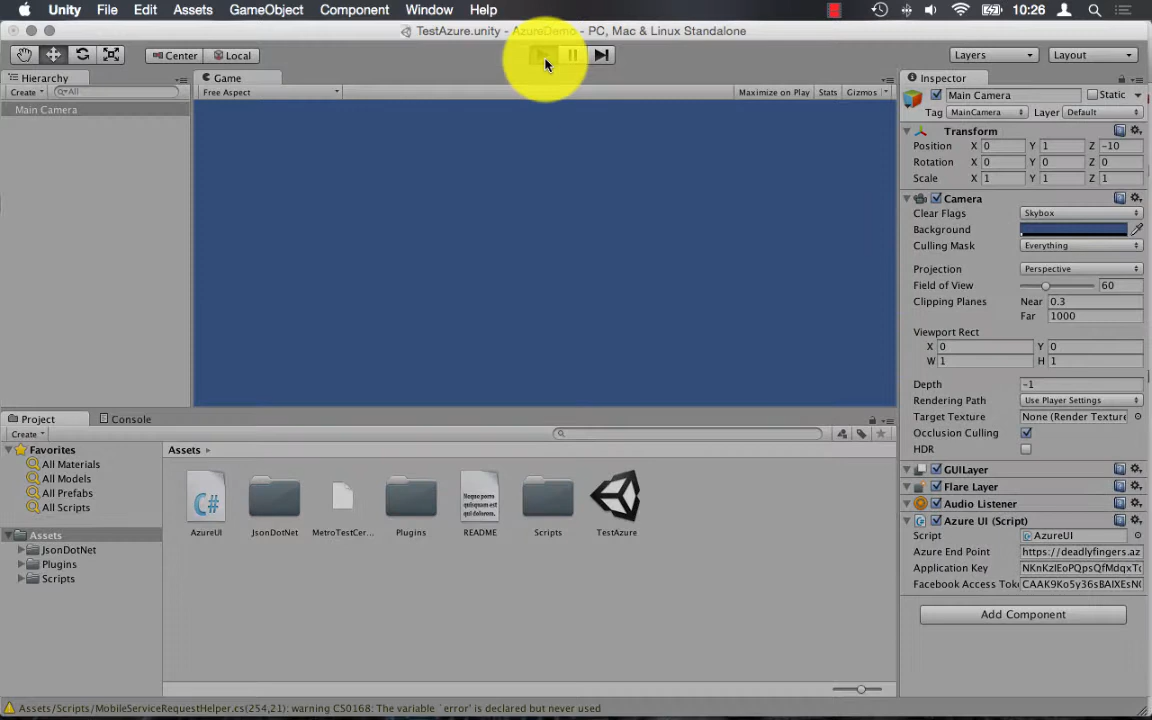 Unity File Edit Assets GameObject Component Window Help 10:26
TestAzure.unity - AzureDemo - PC, Mac & Linux Standalone
Center Local Layers Layout
Hierarchy
Create All
Main Camera
Game
Free Aspect Maximize on Play Stats Gizmos
Inspector
Main Camera Static
Tag MainCamera Layer Default
Transform
Position X 0 Y 1 Z -10
Rotation X 0 Y 0 Z 0
Scale X 1 Y 1 Z 1
Camera
Clear Flags Skybox
Background
Culling Mask Everything
Projection Perspective
Field of View 60
Clipping Planes Near 0.3
Far 1000
Viewport Rect
X 0 Y 0
W 1 H 1
Depth -1
Rendering Path Use Player Settings
Target Texture None (Render Texture
Occlusion Culling
HDR
GUILayer
Flare Layer
Audio Listener
Azure UI (Script)
Script AzureUI
Azure End Point https://deadlyfingers.az
Application Key
Facebook Access Toke
Add Component
Project Console
Create
Favorites
All Materials
All Models
All Prefabs
All Scripts
Assets
JsonDotNet
Plugins
Scripts
Assets
C#
AzureUI JsonDotNet MetroTestCer... Plugins README Scripts TestAzure
Assets/Scripts/MobileServiceRequestHelper.cs(254,21): warning CS0168: The variable `error' is declared but never used